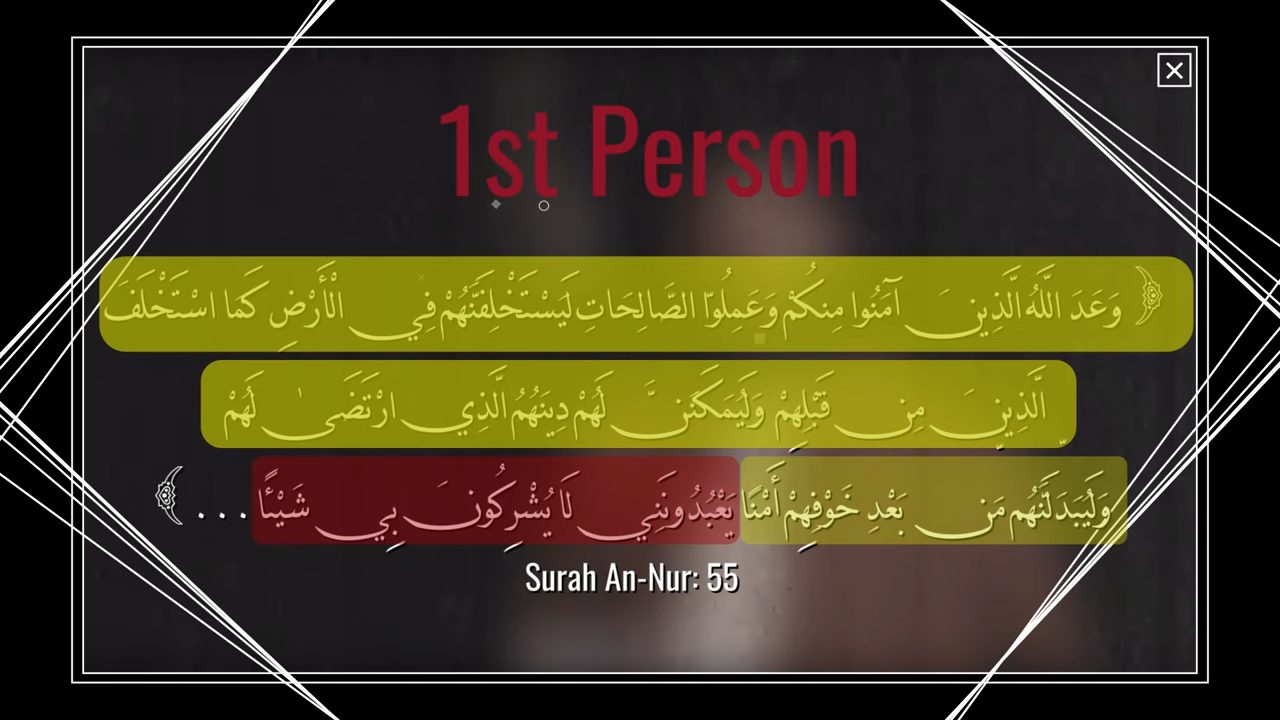 1st Person
﴿ وَعَدَ اللَّهُ الَّذِينَ آمَنُوا مِنكُمْ وَعَمِلُوا الصَّالِحَاتِ لَيَسْتَخْلِفَنَّهُمْ فِي الْأَرْضِ كَمَا اسْتَخْلَفَ
الَّذِينَ مِن قَبْلِهِمْ وَلَيُمَكِّنَنَّ لَهُمْ دِينَهُمُ الَّذِي ارْتَضَىٰ لَهُمْ
وَلَيُبَدِّلَنَّهُم مِّن بَعْدِ خَوْفِهِمْ أَمْنًا يَعْبُدُونَنِي لَا يُشْرِكُونَ بِي شَيْئًا ... ﴾
Surah An-Nur: 55